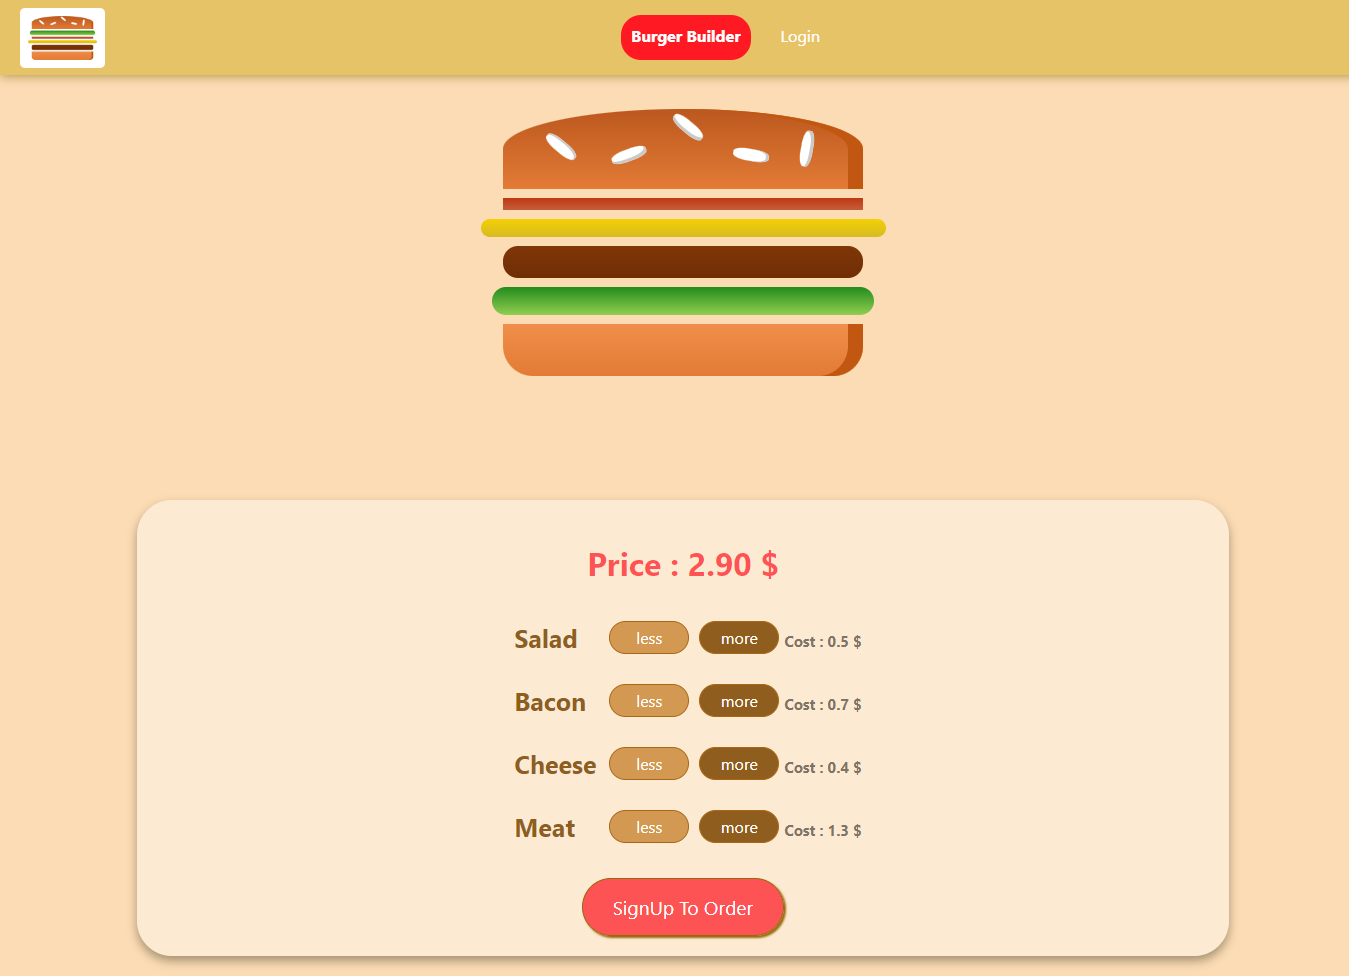 Burger Builder Login
Price : 2.90 $
Salad less more Cost : 0.5 $
Bacon less more Cost : 0.7 $
Cheese less more Cost : 0.4 $
Meat less more Cost : 1.3 $
SignUp To Order